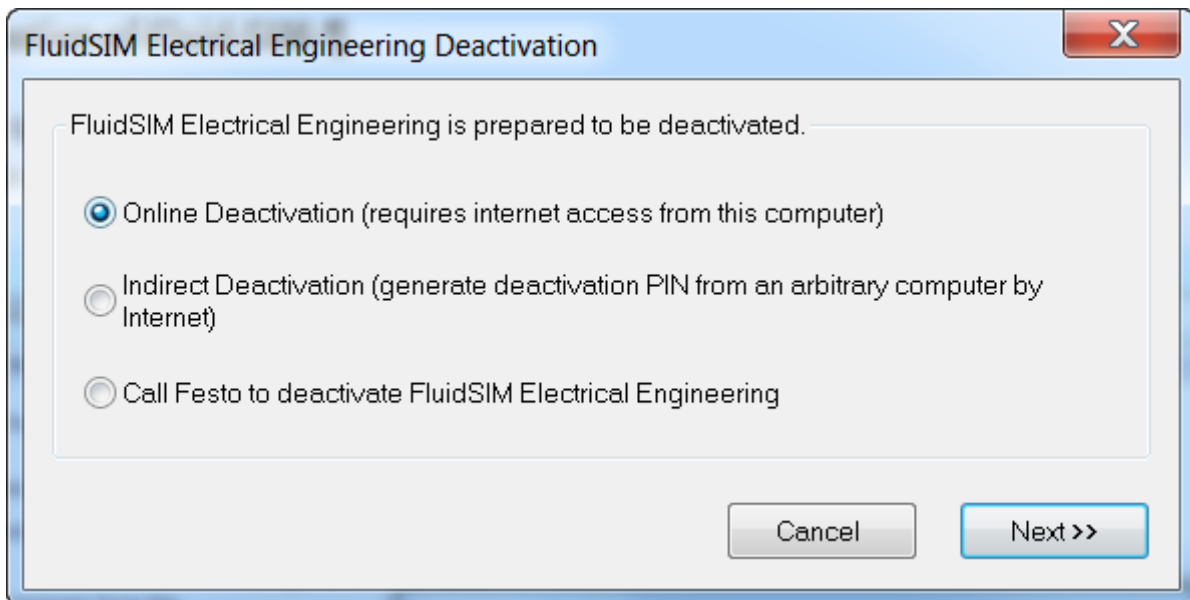 FluidSIM Electrical Engineering Deactivation
FluidSIM Electrical Engineering is prepared to be deactivated.
Online Deactivation (requires internet access from this computer)
Indirect Deactivation (generate deactivation PIN from an arbitrary computer by
Internet)
Call Festo to deactivate FluidSIM Electrical Engineering
Cancel
Next >>